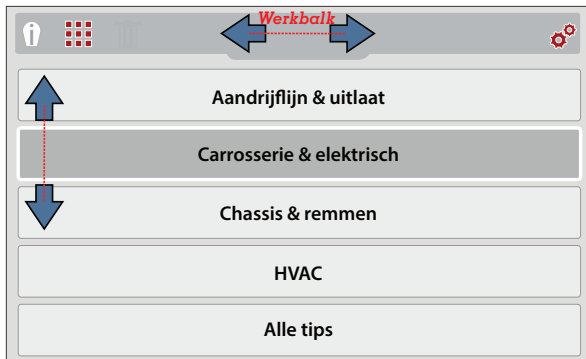 Werkbalk
Aandrijflijn & uitlaat
Carrosserie & elektrisch
Chassis & remmen
HVAC
Alle tips